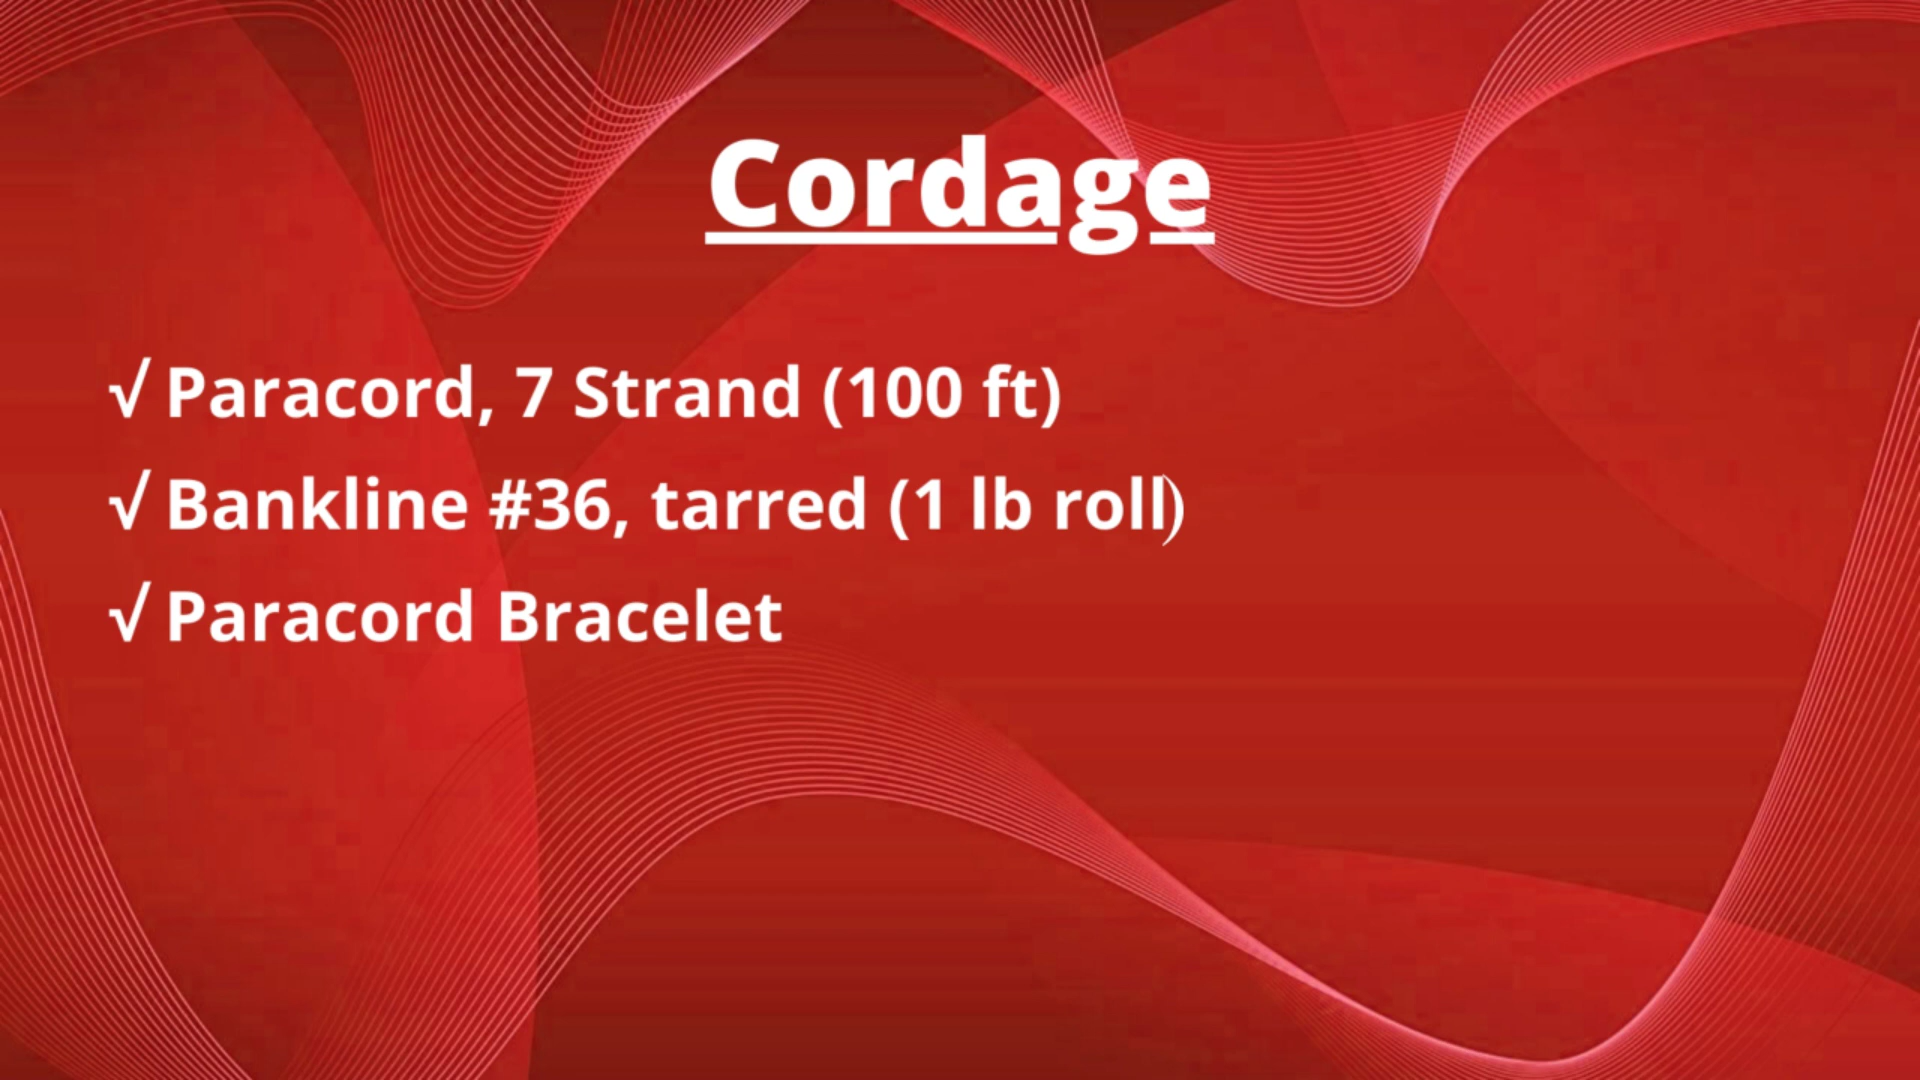 Cordage
√ Paracord, 7 Strand (100 ft)
√ Bankline #36, tarred (1 lb roll)
√ Paracord Bracelet